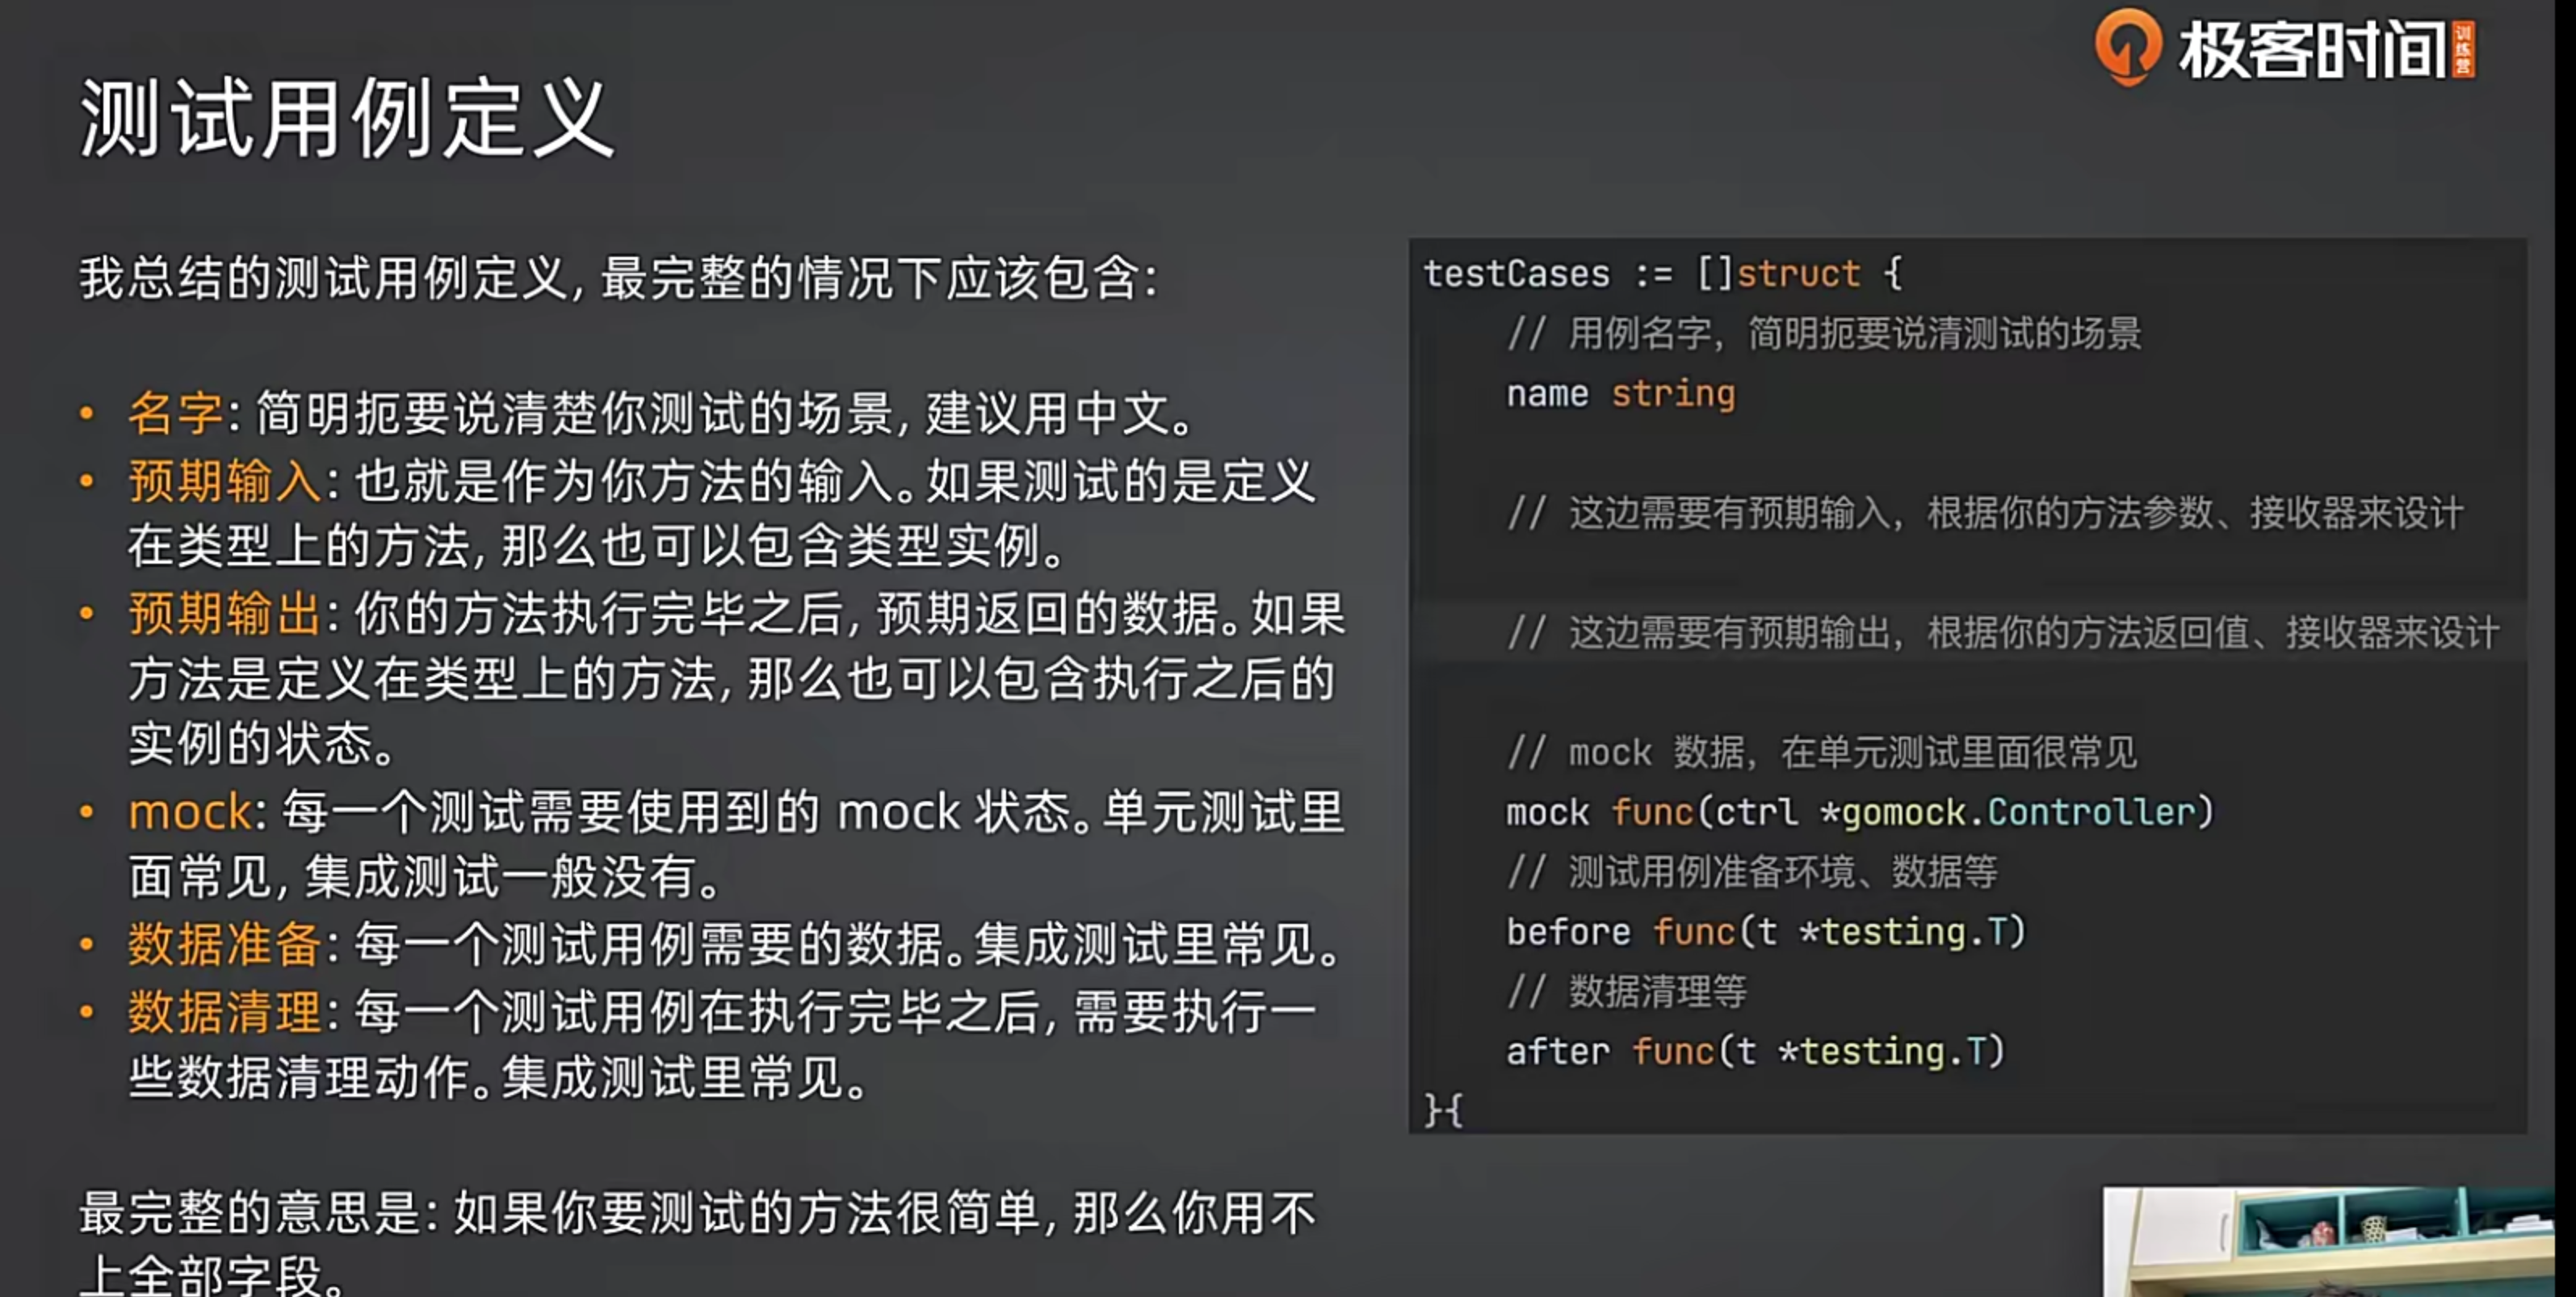 极客时间 训练营
测试用例定义
我总结的测试用例定义，最完整的情况下应该包含：
• 名字：简明扼要说清楚你测试的场景，建议用中文。
• 预期输入：也就是作为你方法的输入。如果测试的是定义
在类型上的方法，那么也可以包含类型实例。
• 预期输出：你的方法执行完毕之后，预期返回的数据。如果
方法是定义在类型上的方法，那么也可以包含执行之后的
实例的状态。
• mock：每一个测试需要使用到的 mock 状态。单元测试里
面常见，集成测试一般没有。
• 数据准备：每一个测试用例需要的数据。集成测试里常见。
• 数据清理：每一个测试用例在执行完毕之后，需要执行一
些数据清理动作。集成测试里常见。
最完整的意思是：如果你要测试的方法很简单，那么你用不
上全部字段。
testCases := []struct {
// 用例名字，简明扼要说清测试的场景
name string
// 这边需要有预期输入，根据你的方法参数、接收器来设计
// 这边需要有预期输出，根据你的方法返回值、接收器来设计
// mock 数据，在单元测试里面很常见
mock func(ctrl *gomock.Controller)
// 测试用例准备环境、数据等
before func(t *testing.T)
// 数据清理等
after func(t *testing.T)
}{